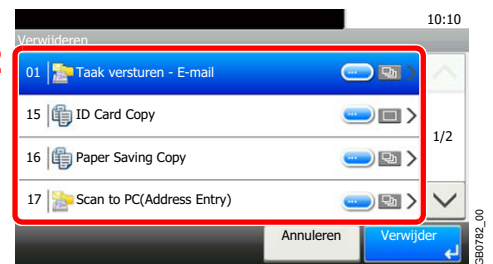 10:10
Verwijderen
01 Taak versturen - E-mail
15 ID Card Copy
16 Paper Saving Copy
17 Scan to PC(Address Entry)
1/2
Annuleren Verwijder
GB0782_00